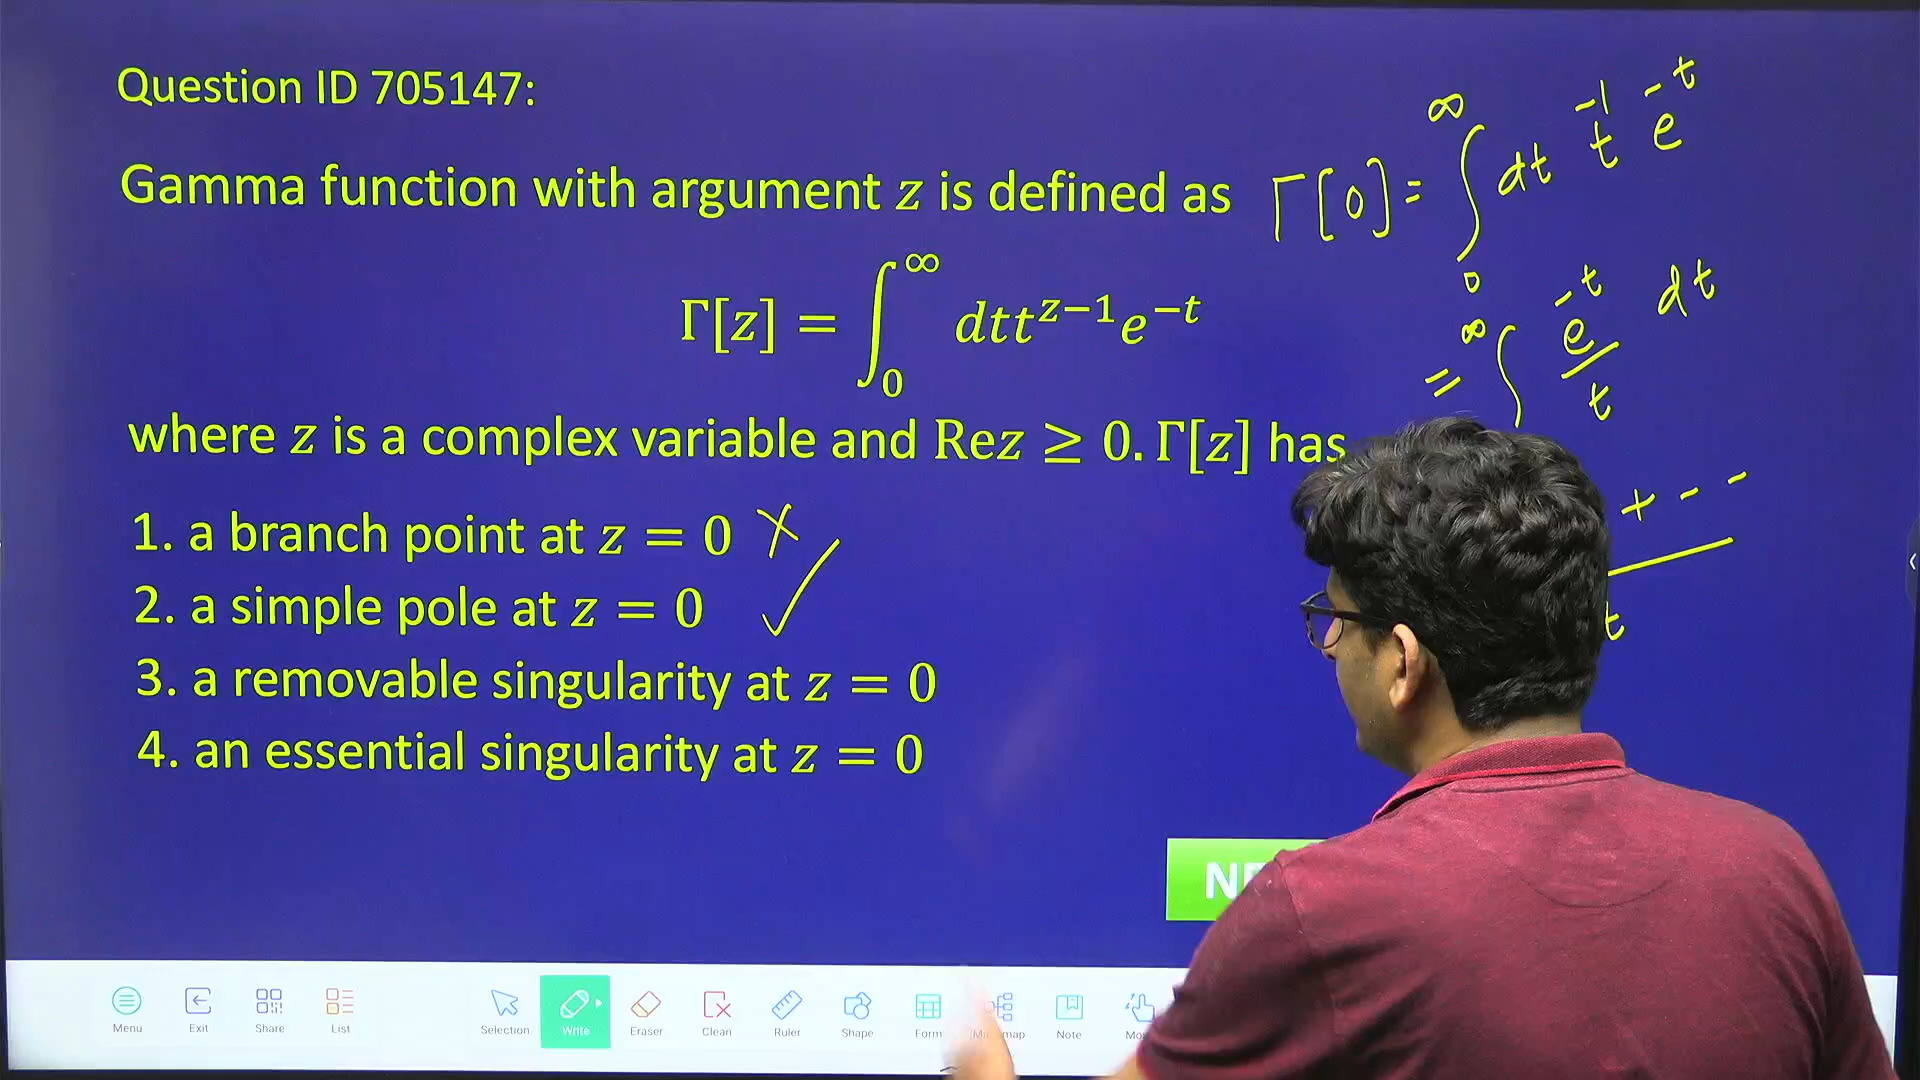 Question ID 705147:
Gamma function with argument z is defined as
Γ[z] = ∫₀^∞ dtt^{z−1}e^{−t}
where z is a complex variable and Rez ≥ 0. Γ[z] has
1. a branch point at z = 0 ✗
2. a simple pole at z = 0 ✓
3. a removable singularity at z = 0
4. an essential singularity at z = 0
Γ[0] = ∫₀^∞ dt t^{-1} e^{-t}
= ∫^∞ e^{-t}/t dt
+ - -
t
Menu
Exit
Share
List
Selection
Write
Eraser
Clean
Ruler
Shape
Form
Note